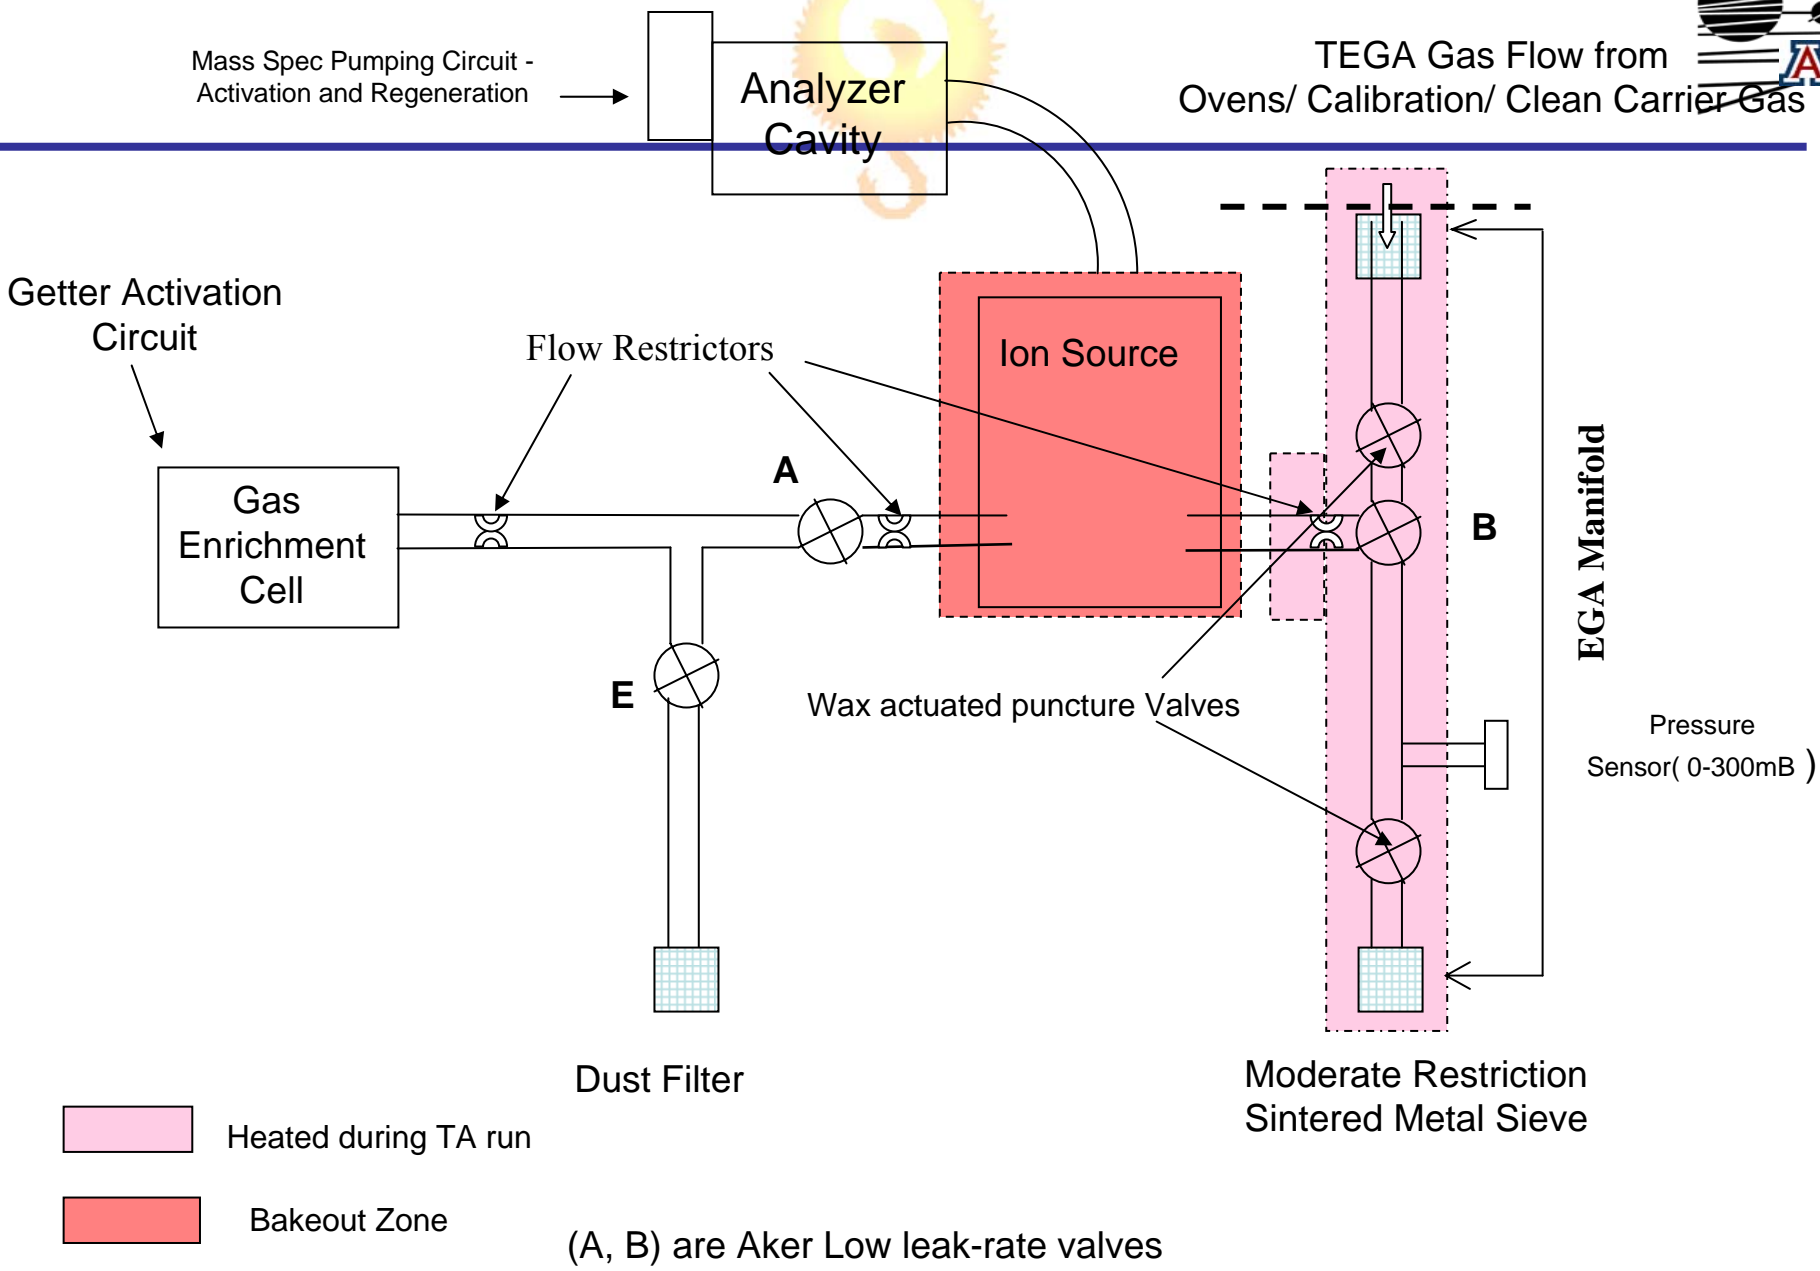 Mass Spec Pumping Circuit -
Activation and Regeneration
Analyzer
Cavity
TEGA Gas Flow from
Ovens/ Calibration/ Clean Carrier Gas
A
Getter Activation
Circuit
Flow Restrictors
Ion Source
Gas
Enrichment
Cell
A
B
EGA Manifold
E
Wax actuated puncture Valves
Pressure
Sensor( 0-300mB )
Dust Filter
Moderate Restriction
Sintered Metal Sieve
Heated during TA run
Bakeout Zone
(A, B) are Aker Low leak-rate valves